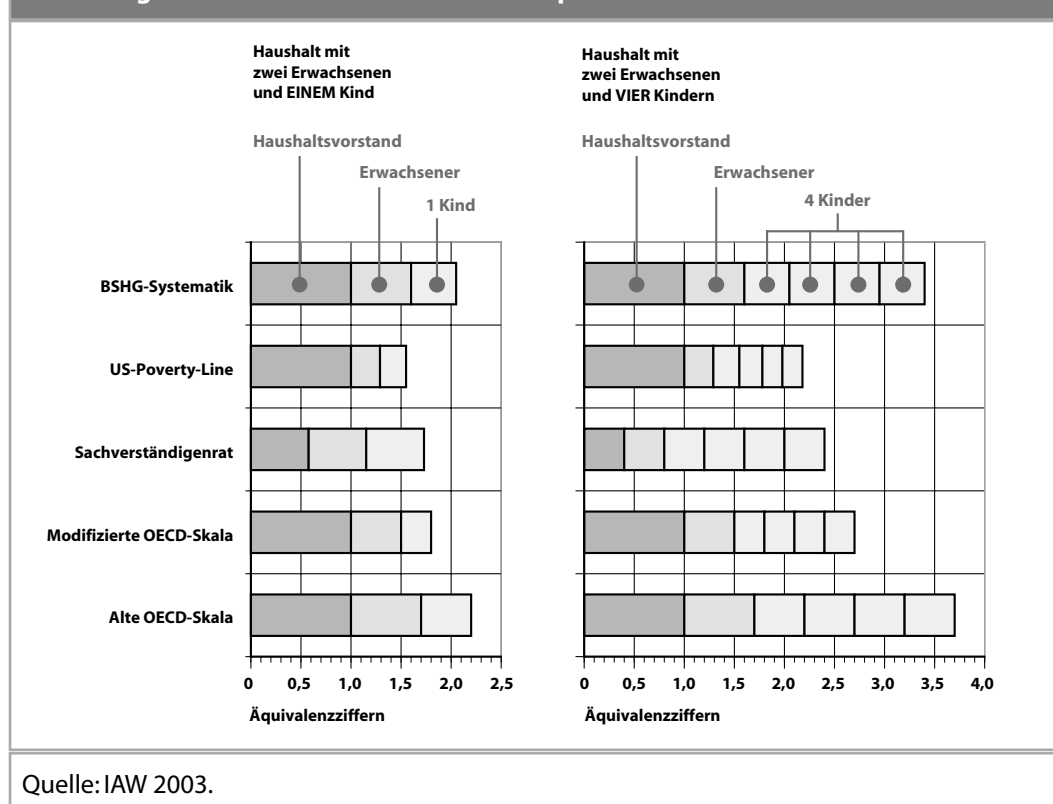 Haushalt mit
zwei Erwachsenen
und EINEM Kind
Haushaltsvorstand
Erwachsener
1 Kind
Haushalt mit
zwei Erwachsenen
und VIER Kindern
Haushaltsvorstand
Erwachsener
4 Kinder
BSHG-Systematik
US-Poverty-Line
Sachverständigenrat
Modifizierte OECD-Skala
Alte OECD-Skala
0 0,5 1,0 1,5 2,0 2,5
Äquivalenzziffern
0 0,5 1,0 1,5 2,0 2,5 3,0 3,5 4,0
Äquivalenzziffern
Quelle: IAW 2003.